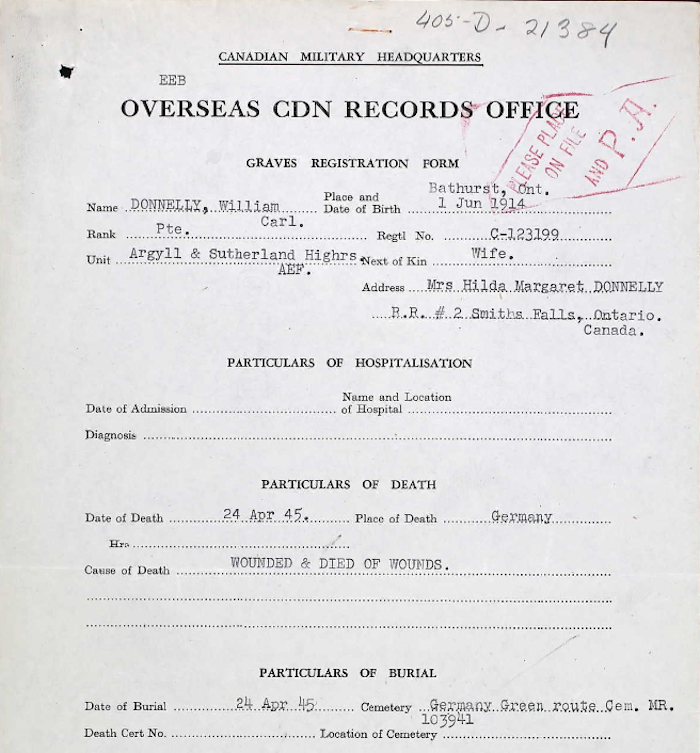 405-D-21384
CANADIAN MILITARY HEADQUARTERS
EEB
OVERSEAS CDN RECORDS OFFICE
PLEASE PLACE
ON FILE
AND P.A.
GRAVES REGISTRATION FORM
Name DONNELLY, William Carl. Place and Date of Birth Bathurst, Ont. 1 Jun 1914
Rank Pte. Regtl No. C-123199
Unit Argyll & Sutherland Highrs. AEF. Next of Kin Wife.
Address Mrs Hilda Margaret DONNELLY
R.R. # 2 Smiths Falls, Ontario.
Canada.
PARTICULARS OF HOSPITALISATION
Date of Admission Name and Location of Hospital
Diagnosis
PARTICULARS OF DEATH
Date of Death 24 Apr 45. Place of Death Germany
Hrs
Cause of Death WOUNDED & DIED OF WOUNDS.
PARTICULARS OF BURIAL
Date of Burial 24 Apr 45 Cemetery Germany Green route Cem. MR.
103941
Death Cert No. Location of Cemetery